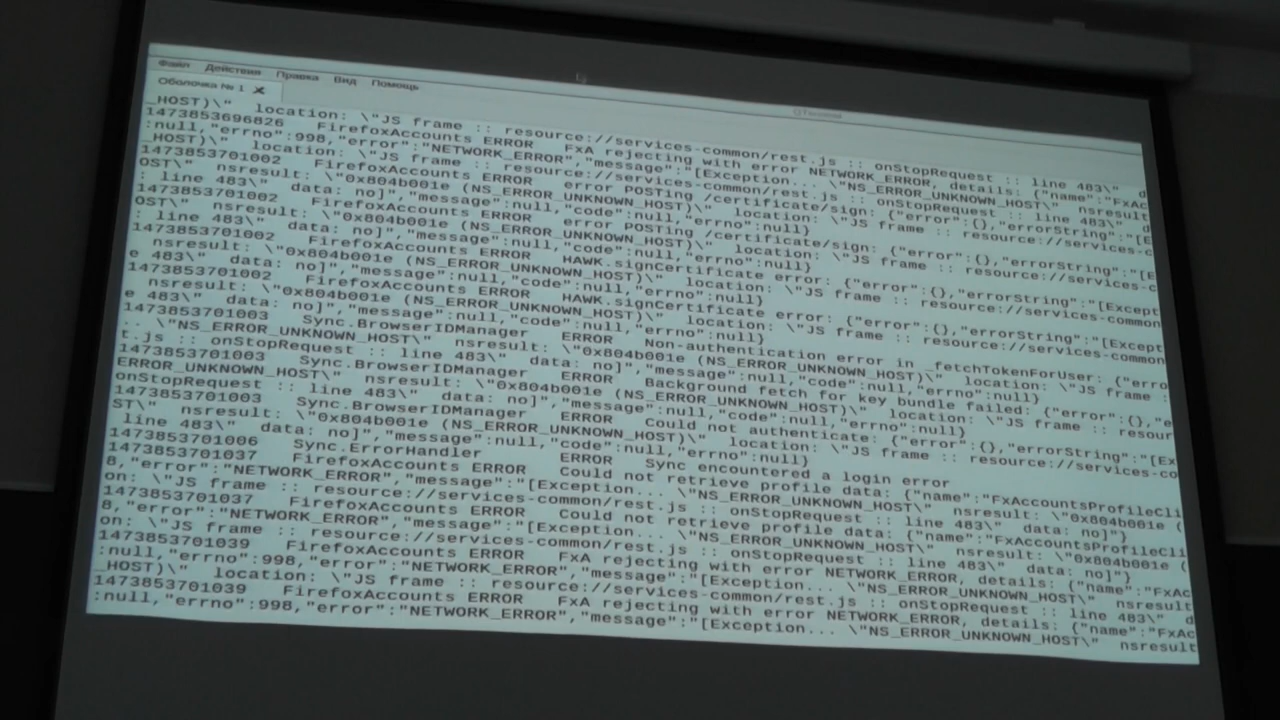 Файл Действия Правка Вид Помощь
Оболочка № 1
QTerminal
_HOST)\"  location: \"JS frame :: resource://services-common/rest.js :: onStopRequest :: line 483\"  d
1473853696826 FirefoxAccounts ERROR FxA rejecting with error NETWORK_ERROR, details: {"name":"FxAc
:null,"errno":998,"error":"NETWORK_ERROR","message":"[Exception... \"NS_ERROR_UNKNOWN_HOST\"  nsresult
_HOST)\"  location: \"JS frame :: resource://services-common/rest.js :: onStopRequest :: line 483\"  d
1473853701002 FirefoxAccounts ERROR error POSTing /certificate/sign: {"error":{},"errorString":"[E
OST\"  nsresult: \"0x804b001e (NS_ERROR_UNKNOWN_HOST)\"  location: \"JS frame :: resource://services-c
: line 483\"  data: no]","message":null,"code":null,"errno":null}
1473853701002 FirefoxAccounts ERROR error POSTing /certificate/sign: {"error":{},"errorString":"[E
OST\"  nsresult: \"0x804b001e (NS_ERROR_UNKNOWN_HOST)\"  location: \"JS frame :: resource://services-c
: line 483\"  data: no]","message":null,"code":null,"errno":null}
1473853701002 FirefoxAccounts ERROR HAWK.signCertificate error: {"error":{},"errorString":"[Except
nsresult: \"0x804b001e (NS_ERROR_UNKNOWN_HOST)\"  location: \"JS frame :: resource://services-common
e 483\"  data: no]","message":null,"code":null,"errno":null}
1473853701002 FirefoxAccounts ERROR HAWK.signCertificate error: {"error":{},"errorString":"[Except
nsresult: \"0x804b001e (NS_ERROR_UNKNOWN_HOST)\"  location: \"JS frame :: resource://services-common
e 483\"  data: no]","message":null,"code":null,"errno":null}
1473853701003 Sync.BrowserIDManager ERROR Non-authentication error in _fetchTokenForUser: {"erro
.. \"NS_ERROR_UNKNOWN_HOST\"  nsresult: \"0x804b001e (NS_ERROR_UNKNOWN_HOST)\"  location: \"JS frame :
t.js :: onStopRequest :: line 483\"  data: no]","message":null,"code":null,"errno":null}
1473853701003 Sync.BrowserIDManager ERROR Background fetch for key bundle failed: {"error":{},"e
ERROR_UNKNOWN_HOST\"  nsresult: \"0x804b001e (NS_ERROR_UNKNOWN_HOST)\"  location: \"JS frame :: resour
onStopRequest :: line 483\"  data: no]","message":null,"code":null,"errno":null}
1473853701003 Sync.BrowserIDManager ERROR Could not authenticate: {"error":{},"errorString":"[Ex
ST\"  nsresult: \"0x804b001e (NS_ERROR_UNKNOWN_HOST)\"  location: \"JS frame :: resource://services-co
line 483\"  data: no]","message":null,"code":null,"errno":null}
1473853701006 Sync.ErrorHandler ERROR Sync encountered a login error
1473853701037 FirefoxAccounts ERROR Could not retrieve profile data: {"name":"FxAccountsProfileCli
8,"error":"NETWORK_ERROR","message":"[Exception... \"NS_ERROR_UNKNOWN_HOST\"  nsresult: \"0x804b001e (
on: \"JS frame :: resource://services-common/rest.js :: onStopRequest :: line 483\"  data: no]"}
1473853701037 FirefoxAccounts ERROR Could not retrieve profile data: {"name":"FxAccountsProfileCli
8,"error":"NETWORK_ERROR","message":"[Exception... \"NS_ERROR_UNKNOWN_HOST\"  nsresult: \"0x804b001e (
on: \"JS frame :: resource://services-common/rest.js :: onStopRequest :: line 483\"  data: no]"}
1473853701039 FirefoxAccounts ERROR FxA rejecting with error NETWORK_ERROR, details: {"name":"FxAc
:null,"errno":998,"error":"NETWORK_ERROR","message":"[Exception... \"NS_ERROR_UNKNOWN_HOST\"  nsresult
_HOST)\"  location: \"JS frame :: resource://services-common/rest.js :: onStopRequest :: line 483\"  d
1473853701039 FirefoxAccounts ERROR FxA rejecting with error NETWORK_ERROR, details: {"name":"FxAc
:null,"errno":998,"error":"NETWORK_ERROR","message":"[Exception... \"NS_ERROR_UNKNOWN_HOST\"  nsresult